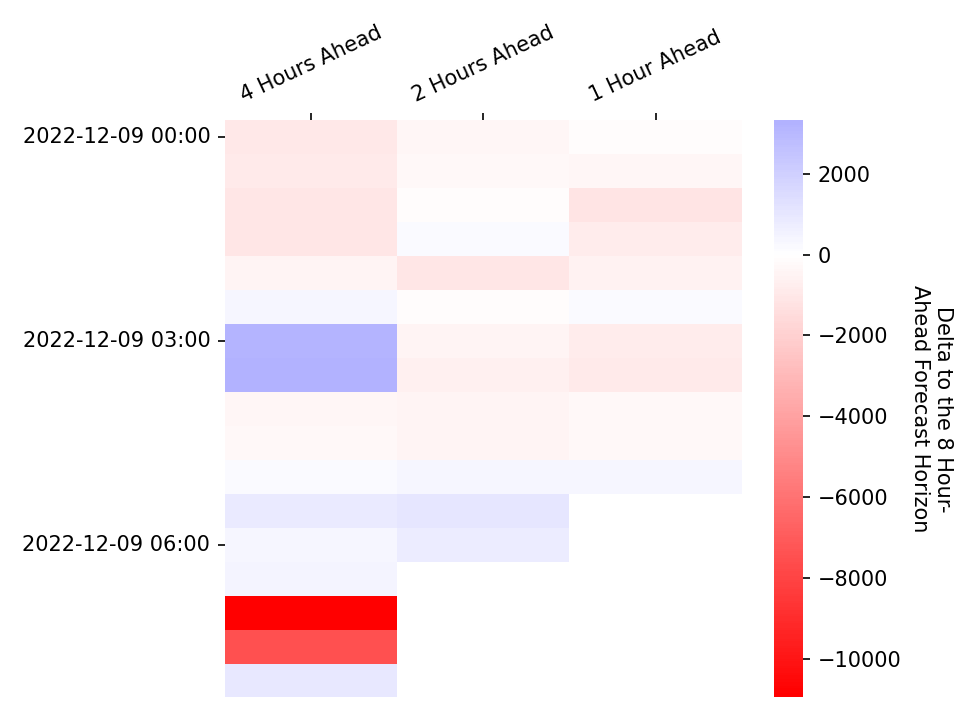 4 Hours Ahead
2 Hours Ahead
1 Hour Ahead
2022-12-09 00:00
2022-12-09 03:00
2022-12-09 06:00
2000
0
−2000
−4000
−6000
−8000
−10000
Delta to the 8 Hour-
Ahead Forecast Horizon